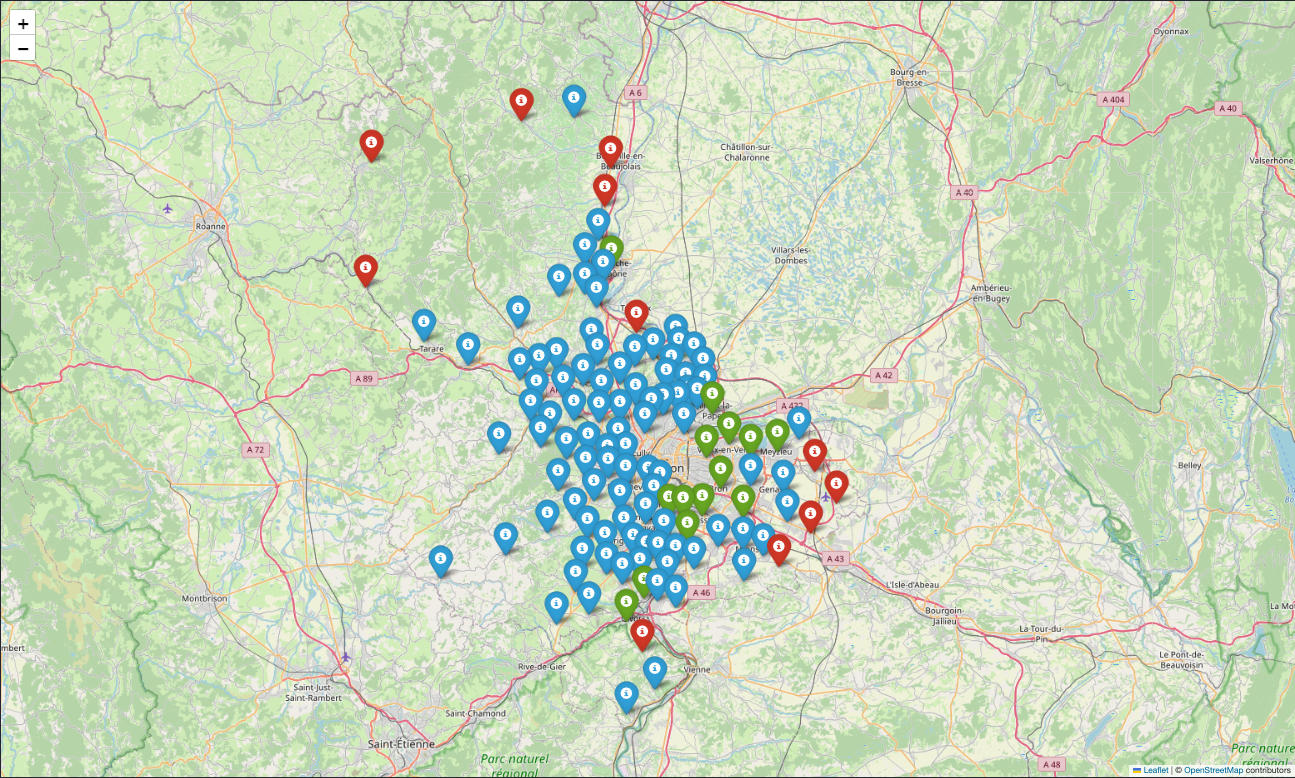 +
−
A 6
Oyonnax
Bourg-en-
Bresse
A 404
A 40
Châtillon-sur-
Chalaronne
Valserhône
A 40
Beaujolais
Roanne
Villars-les-
Dombes
Ambérieu-
en-Bugey
Tarare
A 89
A 42
A 432
Meyzieu
A 72
Belley
A 43
L'Isle-d'Abeau
Montbrison
A 46
Bourgoin-
Jallieu
La Tour-du-
Pin
Le Pont-de-
Beauvoisin
Rive-de-Gier
Vienne
Saint-Just-
Saint-Rambert
Saint-Chamond
Saint-Étienne
Parc naturel
régional
Parc naturel
régional
A 48
Leaflet | © OpenStreetMap contributors